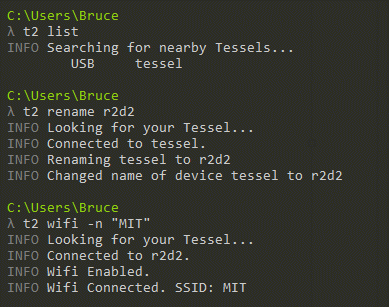 C:\Users\Bruce
λ t2 list
INFO Searching for nearby Tessels...
USB tessel
C:\Users\Bruce
λ t2 rename r2d2
INFO Looking for your Tessel...
INFO Connected to tessel.
INFO Renaming tessel to r2d2
INFO Changed name of device tessel to r2d2
C:\Users\Bruce
λ t2 wifi -n "MIT"
INFO Looking for your Tessel...
INFO Connected to r2d2.
INFO Wifi Enabled.
INFO Wifi Connected. SSID: MIT